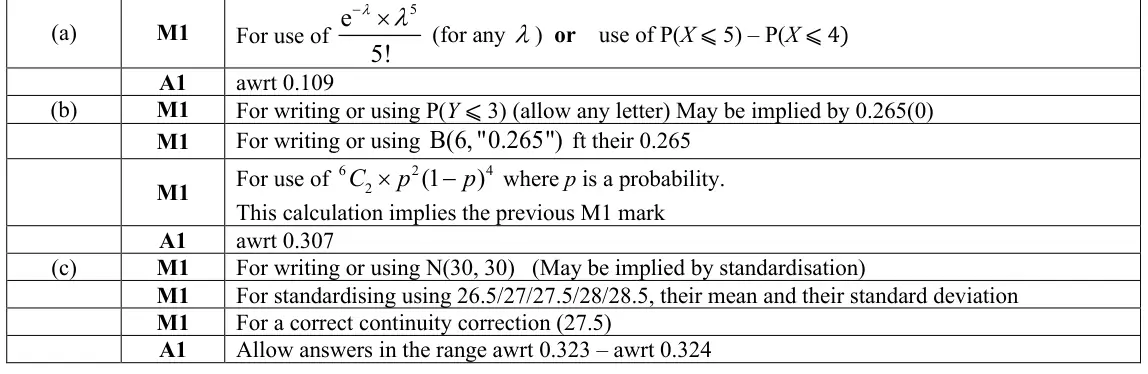 (a) M1 For use of e^{−λ} × λ^5 / 5! (for any λ) or use of P(X ⩽ 5) – P(X ⩽ 4)
A1 awrt 0.109
(b) M1 For writing or using P(Y ⩽ 3) (allow any letter) May be implied by 0.265(0)
M1 For writing or using B(6, "0.265") ft their 0.265
M1 For use of ^6C_2 × p^2(1 − p)^4 where p is a probability.
This calculation implies the previous M1 mark
A1 awrt 0.307
(c) M1 For writing or using N(30, 30) (May be implied by standardisation)
M1 For standardising using 26.5/27/27.5/28/28.5, their mean and their standard deviation
M1 For a correct continuity correction (27.5)
A1 Allow answers in the range awrt 0.323 – awrt 0.324